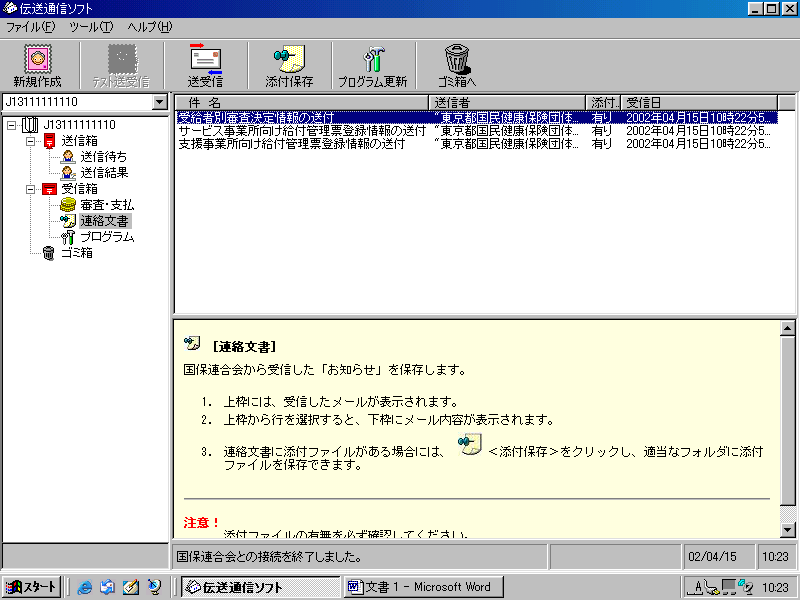 伝送通信ソフト
ファイル(F) ツール(T) ヘルプ(H)
新規作成 テスト送受信 送受信 添付保存 プログラム更新 ゴミ箱へ
J13111111110
件 名 送信者 添付.. 受信日
受給者別審査決定情報の送付 "東京都国民健康保険団体... 有り 2002年04月15日10時22分5...
サービス事業所向け給付管理票登録情報の送付 "東京都国民健康保険団体... 有り 2002年04月15日10時22分5...
支援事業所向け給付管理票登録情報の送付 "東京都国民健康保険団体... 有り 2002年04月15日10時22分5...
J13111111110
送信箱
送信待ち
送信結果
受信箱
審査・支払
連絡文書
プログラム
ゴミ箱
[連絡文書]
国保連合会から受信した「お知らせ」を保存します。
1. 上枠には、受信したメールが表示されます。
2. 上枠から行を選択すると、下枠にメール内容が表示されます。
3. 連絡文書に添付ファイルがある場合には、 <添付保存>をクリックし、適当なフォルダに添付
ファイルを保存できます。
注意！
添付ファイルの有無を必ず確認してください。
国保連合会との接続を終了しました。 02/04/15 10:23
スタート 伝送通信ソフト 文書 1 - Microsoft Word A 10:23